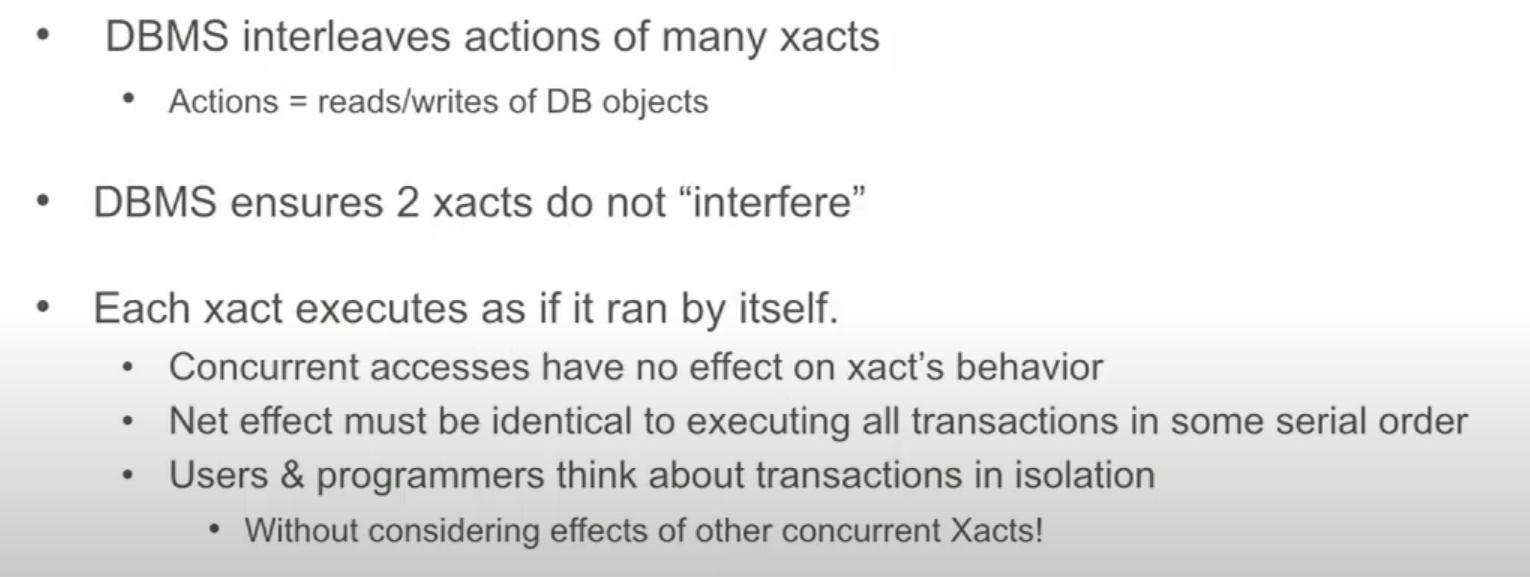 • DBMS interleaves actions of many xacts
• Actions = reads/writes of DB objects
• DBMS ensures 2 xacts do not “interfere”
• Each xact executes as if it ran by itself.
• Concurrent accesses have no effect on xact’s behavior
• Net effect must be identical to executing all transactions in some serial order
• Users & programmers think about transactions in isolation
• Without considering effects of other concurrent Xacts!